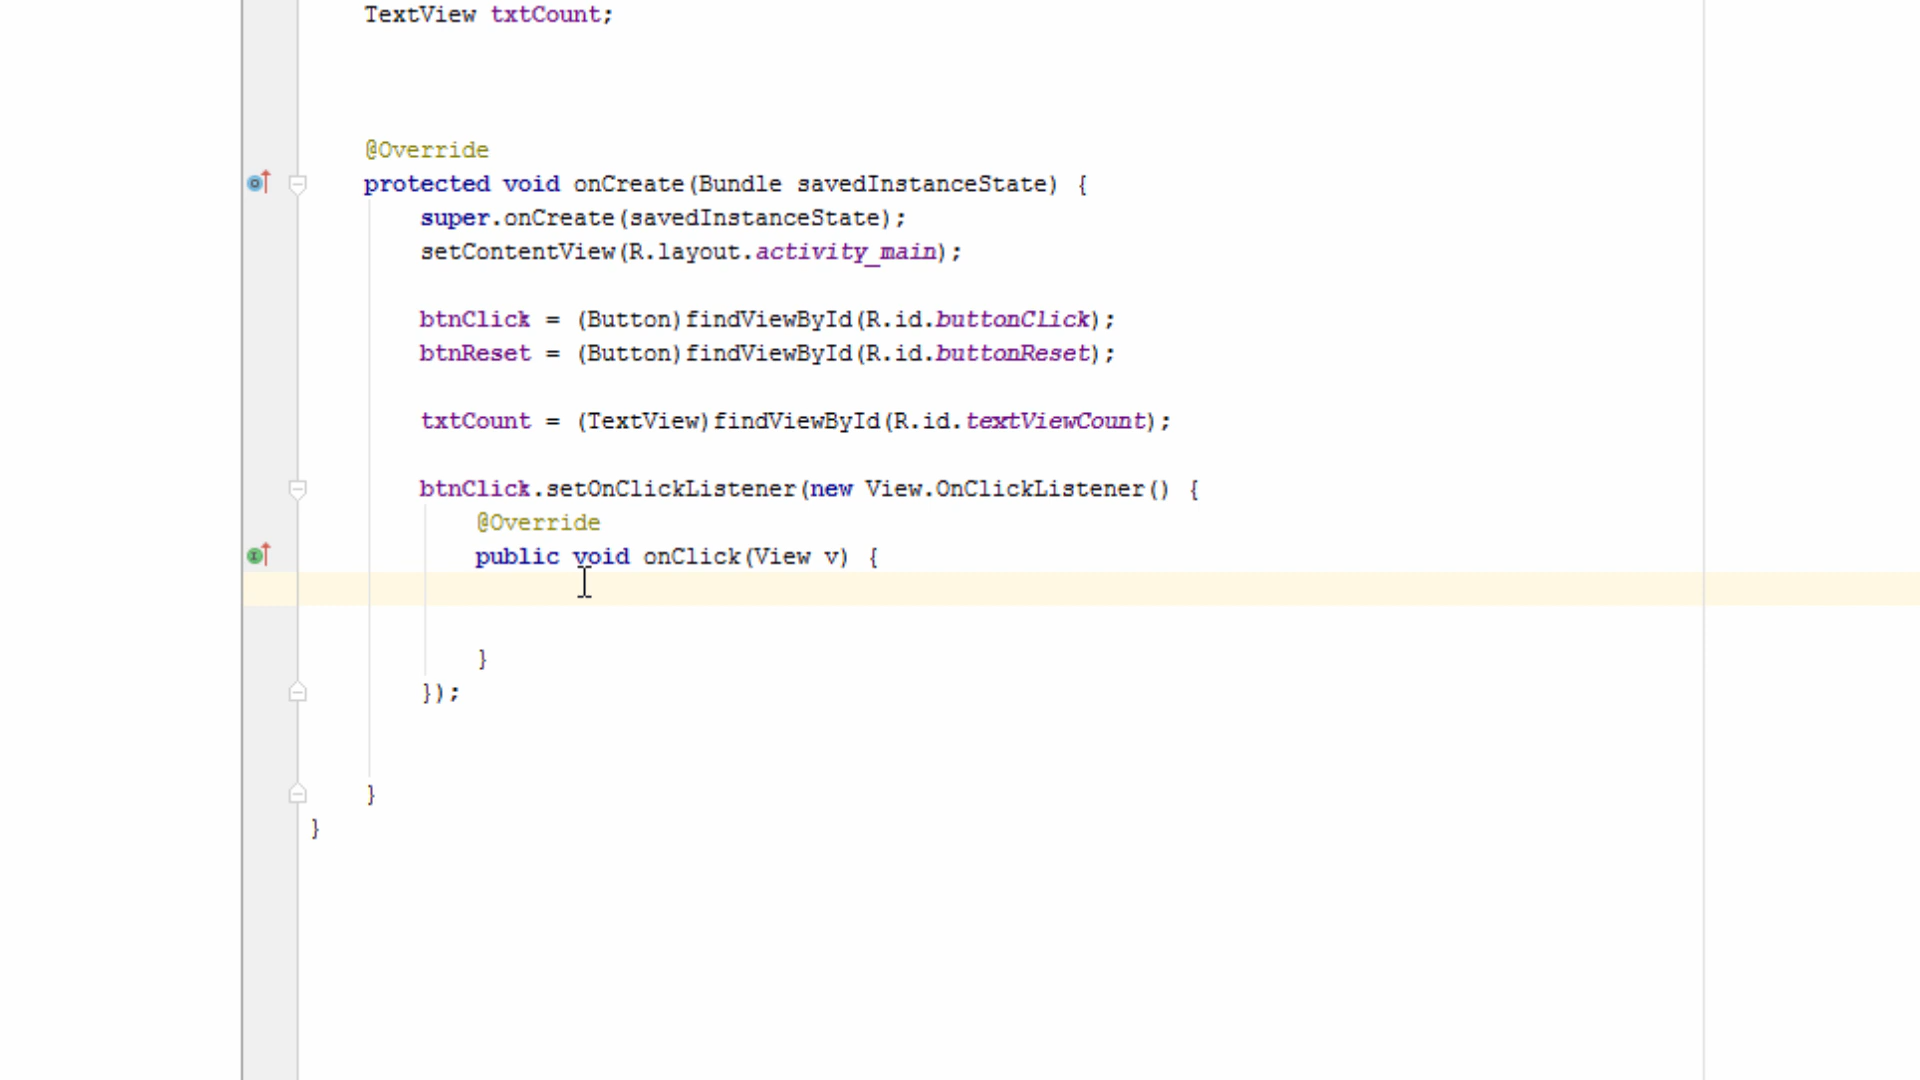 TextView txtCount;
@Override
protected void onCreate(Bundle savedInstanceState) {
super.onCreate(savedInstanceState);
setContentView(R.layout.activity_main);
btnClick = (Button)findViewById(R.id.buttonClick);
btnReset = (Button)findViewById(R.id.buttonReset);
txtCount = (TextView)findViewById(R.id.textViewCount);
btnClick.setOnClickListener(new View.OnClickListener() {
@Override
public void onClick(View v) {
}
});
}
}